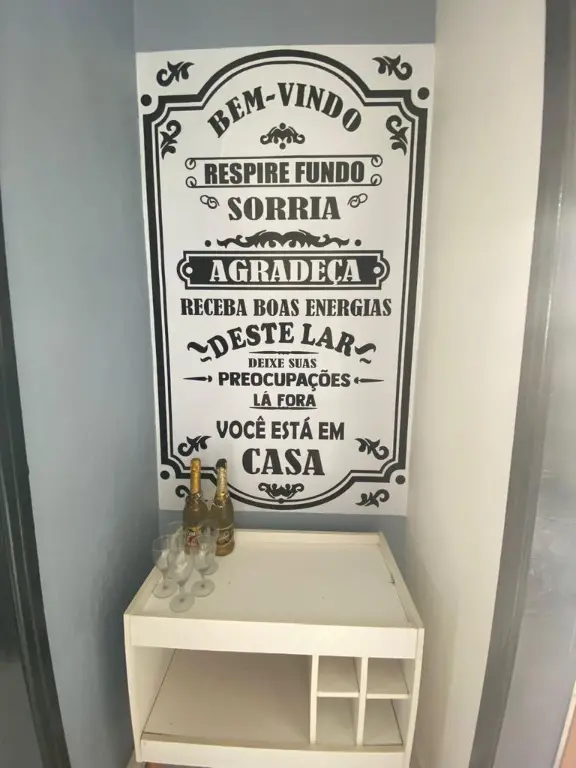 BEM-VINDO
RESPIRE FUNDO
SORRIA
AGRADEÇA
RECEBA BOAS ENERGIAS
DESTE LAR
DEIXE SUAS
PREOCUPAÇÕES
LÁ FORA
VOCÊ ESTÁ EM
CASA